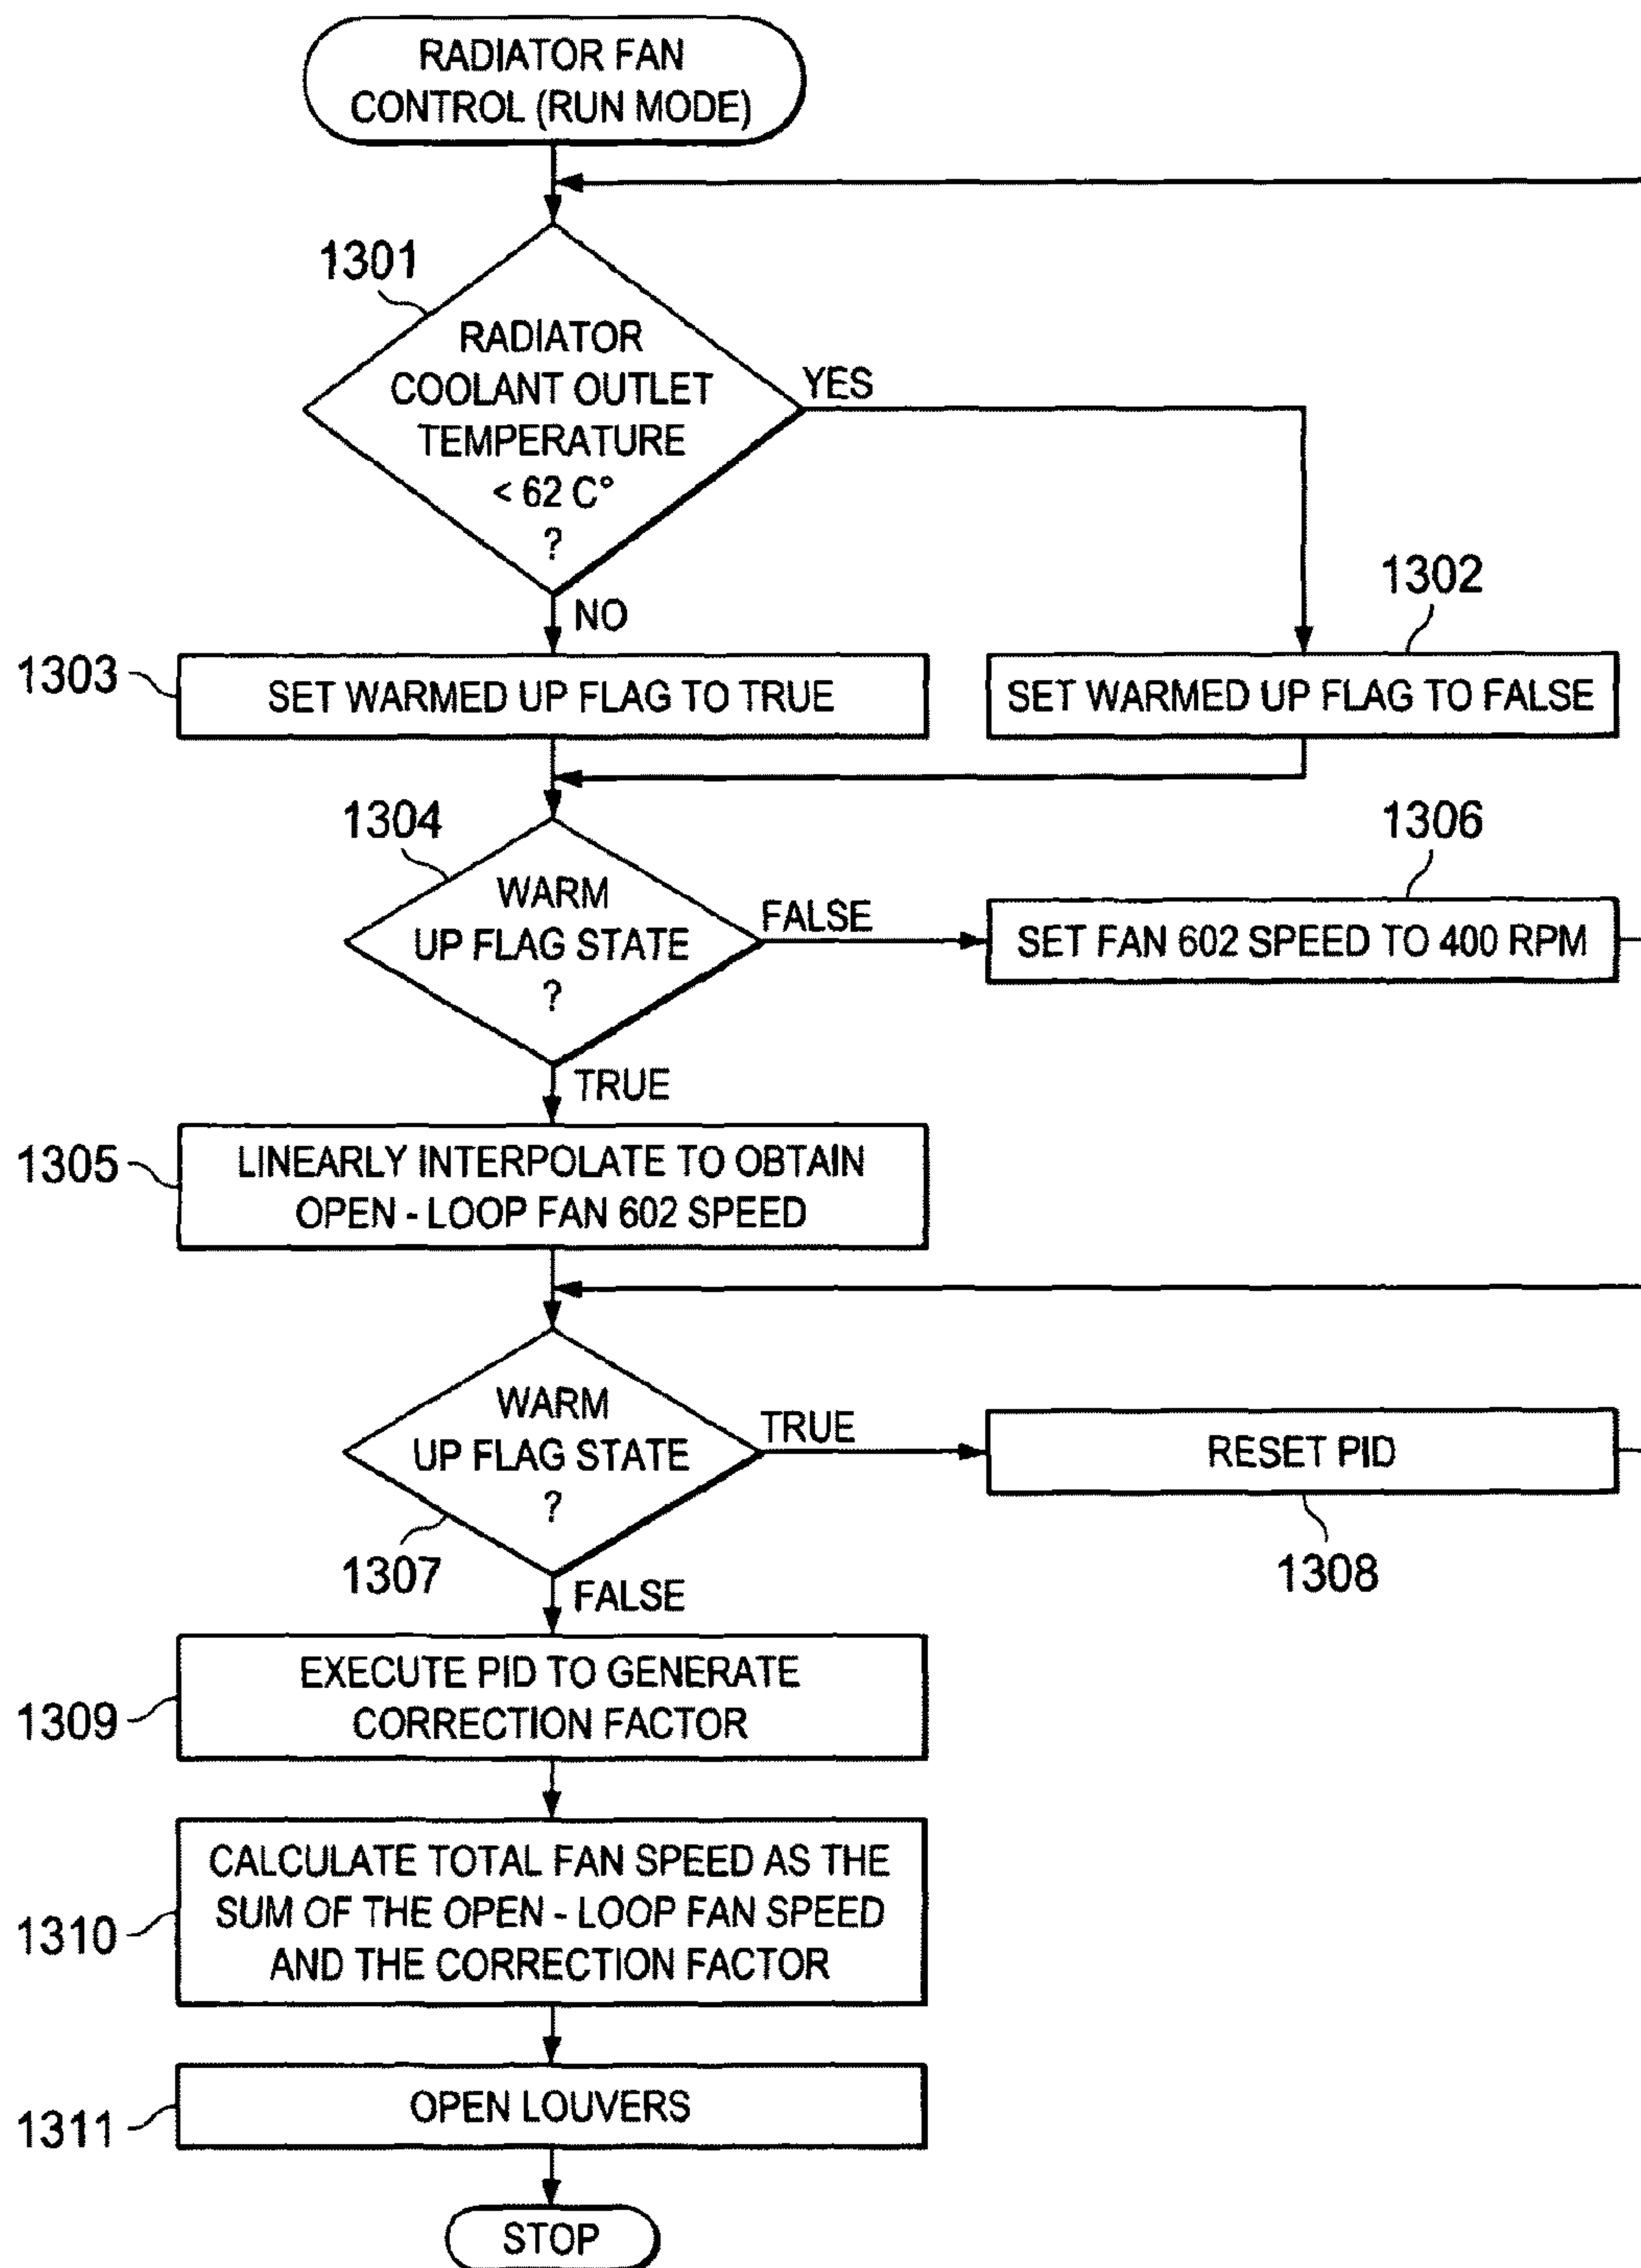 RADIATOR FAN
CONTROL (RUN MODE)
1301
RADIATOR
COOLANT OUTLET
TEMPERATURE
< 62 C°
?
YES
NO
1302
1303
SET WARMED UP FLAG TO TRUE
SET WARMED UP FLAG TO FALSE
1304
WARM
UP FLAG STATE
?
FALSE
1306
SET FAN 602 SPEED TO 400 RPM
TRUE
1305
LINEARLY INTERPOLATE TO OBTAIN
OPEN - LOOP FAN 602 SPEED
WARM
UP FLAG STATE
?
TRUE
RESET PID
1307
1308
FALSE
EXECUTE PID TO GENERATE
CORRECTION FACTOR
1309
CALCULATE TOTAL FAN SPEED AS THE
SUM OF THE OPEN - LOOP FAN SPEED
AND THE CORRECTION FACTOR
1310
OPEN LOUVERS
1311
STOP